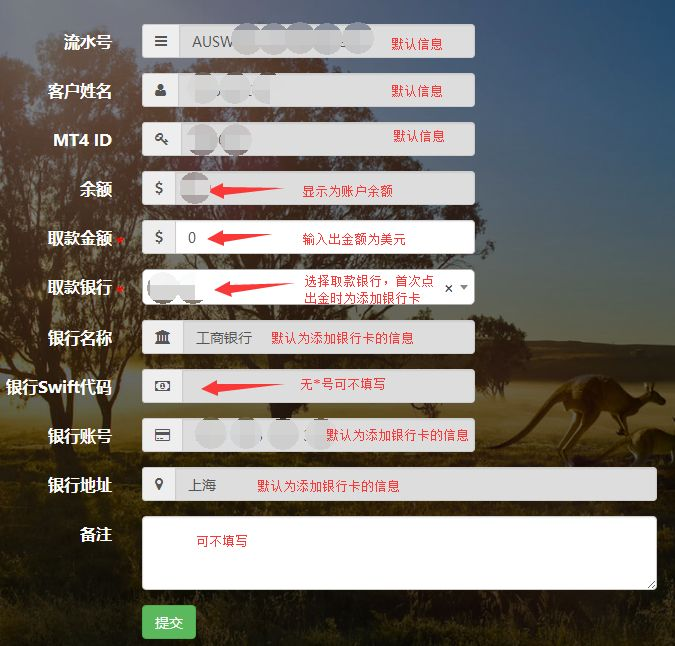 流水号 AUSW 默认信息
客户姓名 默认信息
MT4 ID 默认信息
余额 $ 显示为账户余额
取款金额* $ 0 输入出金额为美元
取款银行* 选择取款银行，首次点
出金时为添加银行卡 ×
银行名称 工商银行 默认为添加银行卡的信息
银行Swift代码 无*号可不填写
银行账号 默认为添加银行卡的信息
银行地址 上海 默认为添加银行卡的信息
备注
可不填写
提交